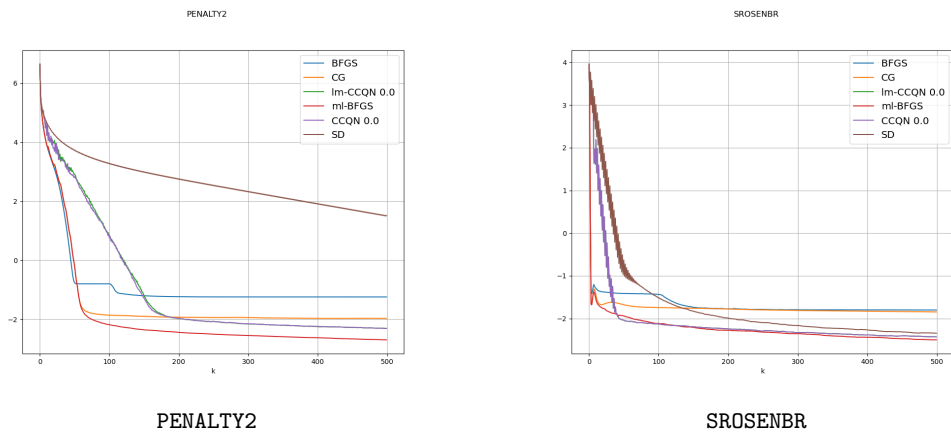 PENALTY2
6
4
2
0
−2
0
100
200
300
400
500
k
BFGS
CG
lm-CCQN 0.0
ml-BFGS
CCQN 0.0
SD
PENALTY2
SROSENBR
4
3
2
1
0
−1
−2
0
100
200
300
400
500
k
BFGS
CG
lm-CCQN 0.0
ml-BFGS
CCQN 0.0
SD
SROSENBR